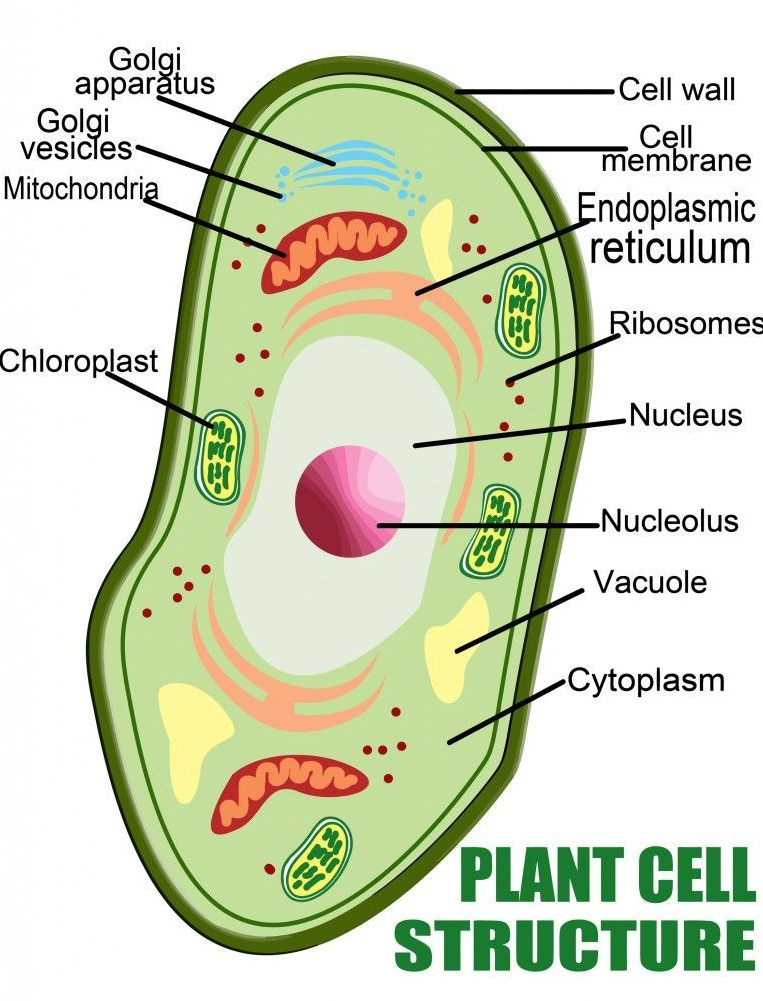 Golgi
apparatus
Golgi
vesicles
Mitochondria
Chloroplast
Cell wall
Cell
membrane
Endoplasmic
reticulum
Ribosomes
Nucleus
Nucleolus
Vacuole
Cytoplasm
PLANT CELL
STRUCTURE